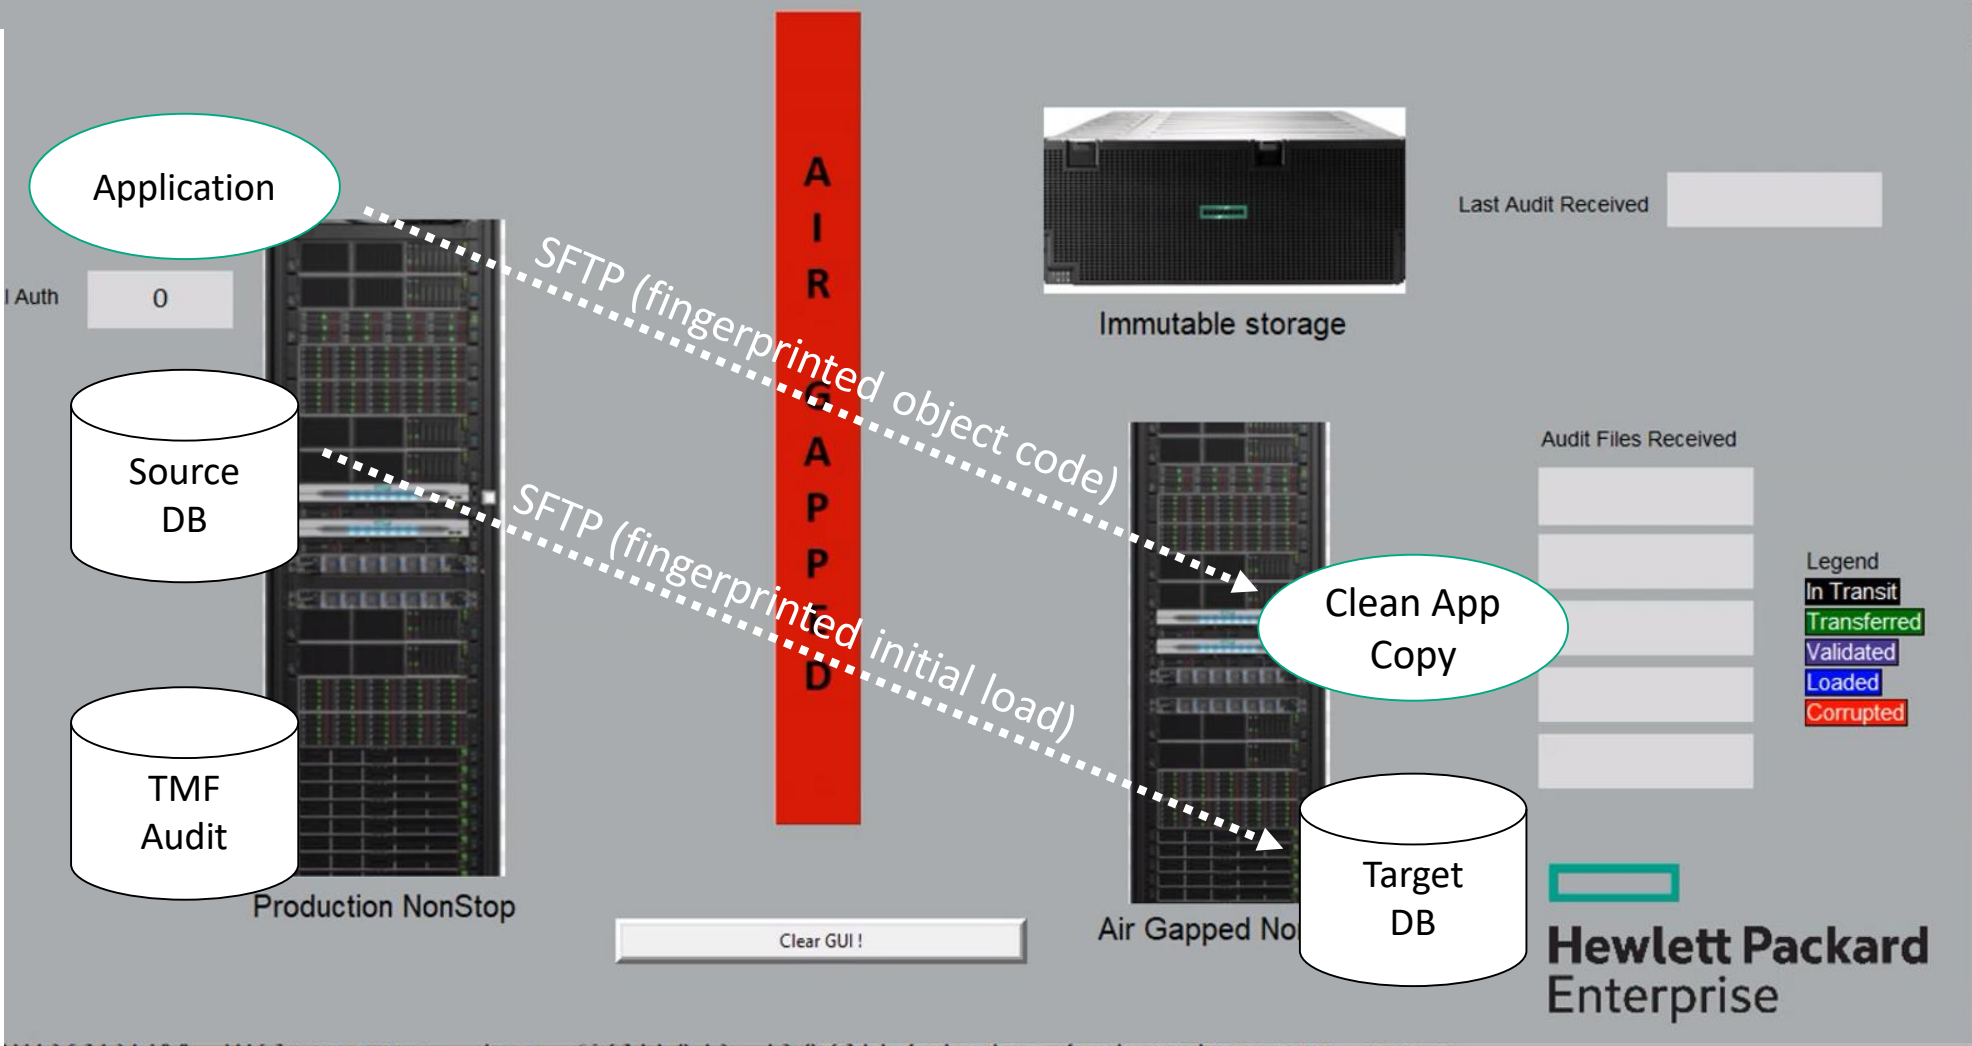 Application
l Auth
0
Source
DB
TMF
Audit
Production NonStop
AIR GAPPED
SFTP (fingerprinted object code)
SFTP (fingerprinted initial load)
Clear GUI !
Immutable storage
Last Audit Received
Audit Files Received
Clean App
Copy
Target
DB
Air Gapped No
Legend
In Transit
Transferred
Validated
Loaded
Corrupted
Hewlett Packard
Enterprise